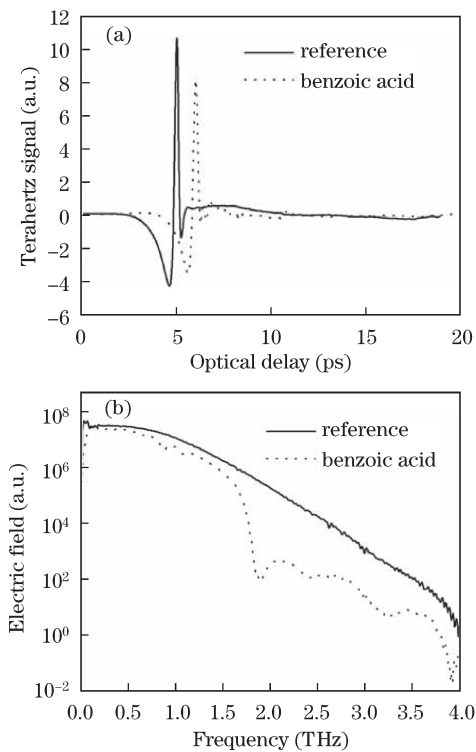 12
10
8
6
4
2
0
−2
−4
−6
(a)
reference
benzoic acid
Terahertz signal (a.u.)
0 5 10 15 20
Optical delay (ps)
10^8
10^6
10^4
10^2
10^0
10^−2
(b)
reference
benzoic acid
Electric field (a.u.)
0.0 0.5 1.0 1.5 2.0 2.5 3.0 3.5 4.0
Frequency (THz)